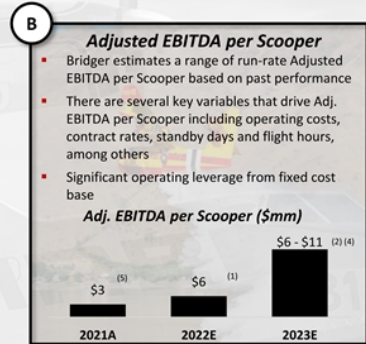 B
Adjusted EBITDA per Scooper
▪ Bridger estimates a range of run-rate Adjusted
EBITDA per Scooper based on past performance
▪ There are several key variables that drive Adj.
EBITDA per Scooper including operating costs,
contract rates, standby days and flight hours,
among others
▪ Significant operating leverage from fixed cost
base
Adj. EBITDA per Scooper ($mm)
$6 - $11 (2) (4)
$3 (5) $6 (1)
2021A 2022E 2023E